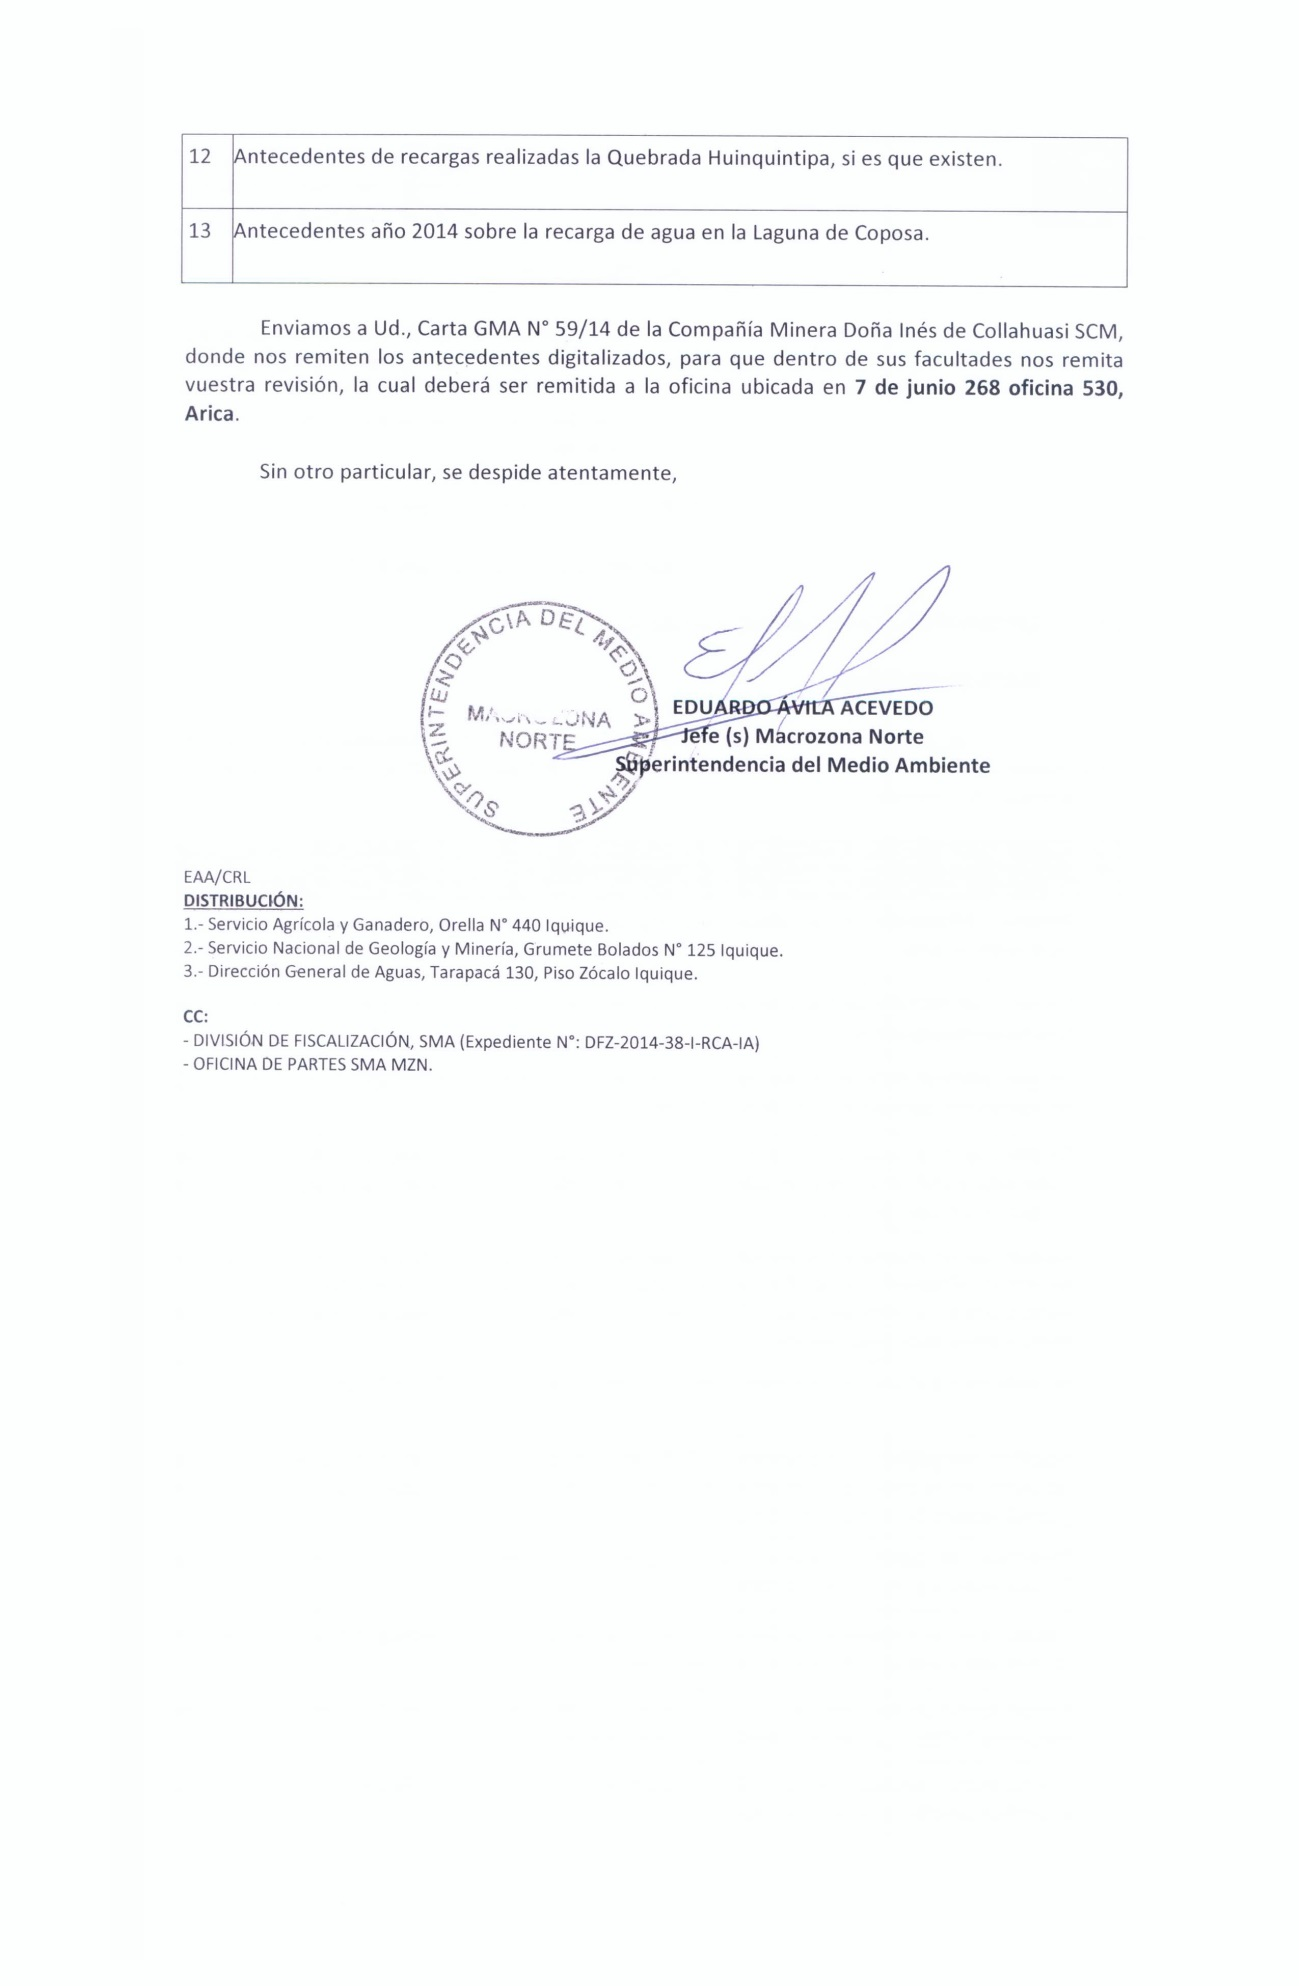 12 Antecedentes de recargas realizadas la Quebrada Huinquintipa, si es que existen.
13 Antecedentes año 2014 sobre la recarga de agua en la Laguna de Coposa.
Enviamos a Ud., Carta GMA N° 59/14 de la Compañía Minera Doña Inés de Collahuasi SCM,
donde nos remiten los antecedentes digitalizados, para que dentro de sus facultades nos remita
vuestra revisión, la cual deberá ser remitida a la oficina ubicada en 7 de junio 268 oficina 530,
Arica.
Sin otro particular, se despide atentamente,
SUPERINTENDENCIA DEL MEDIO AMBIENTE
MACROZONA
NORTE
EDUARDO ÁVILA ACEVEDO
Jefe (s) Macrozona Norte
Superintendencia del Medio Ambiente
EAA/CRL
DISTRIBUCIÓN:
1.- Servicio Agrícola y Ganadero, Orella N° 440 Iquique.
2.- Servicio Nacional de Geología y Minería, Grumete Bolados N° 125 Iquique.
3.- Dirección General de Aguas, Tarapacá 130, Piso Zócalo Iquique.
CC:
- DIVISIÓN DE FISCALIZACIÓN, SMA (Expediente N°: DFZ-2014-38-I-RCA-IA)
- OFICINA DE PARTES SMA MZN.